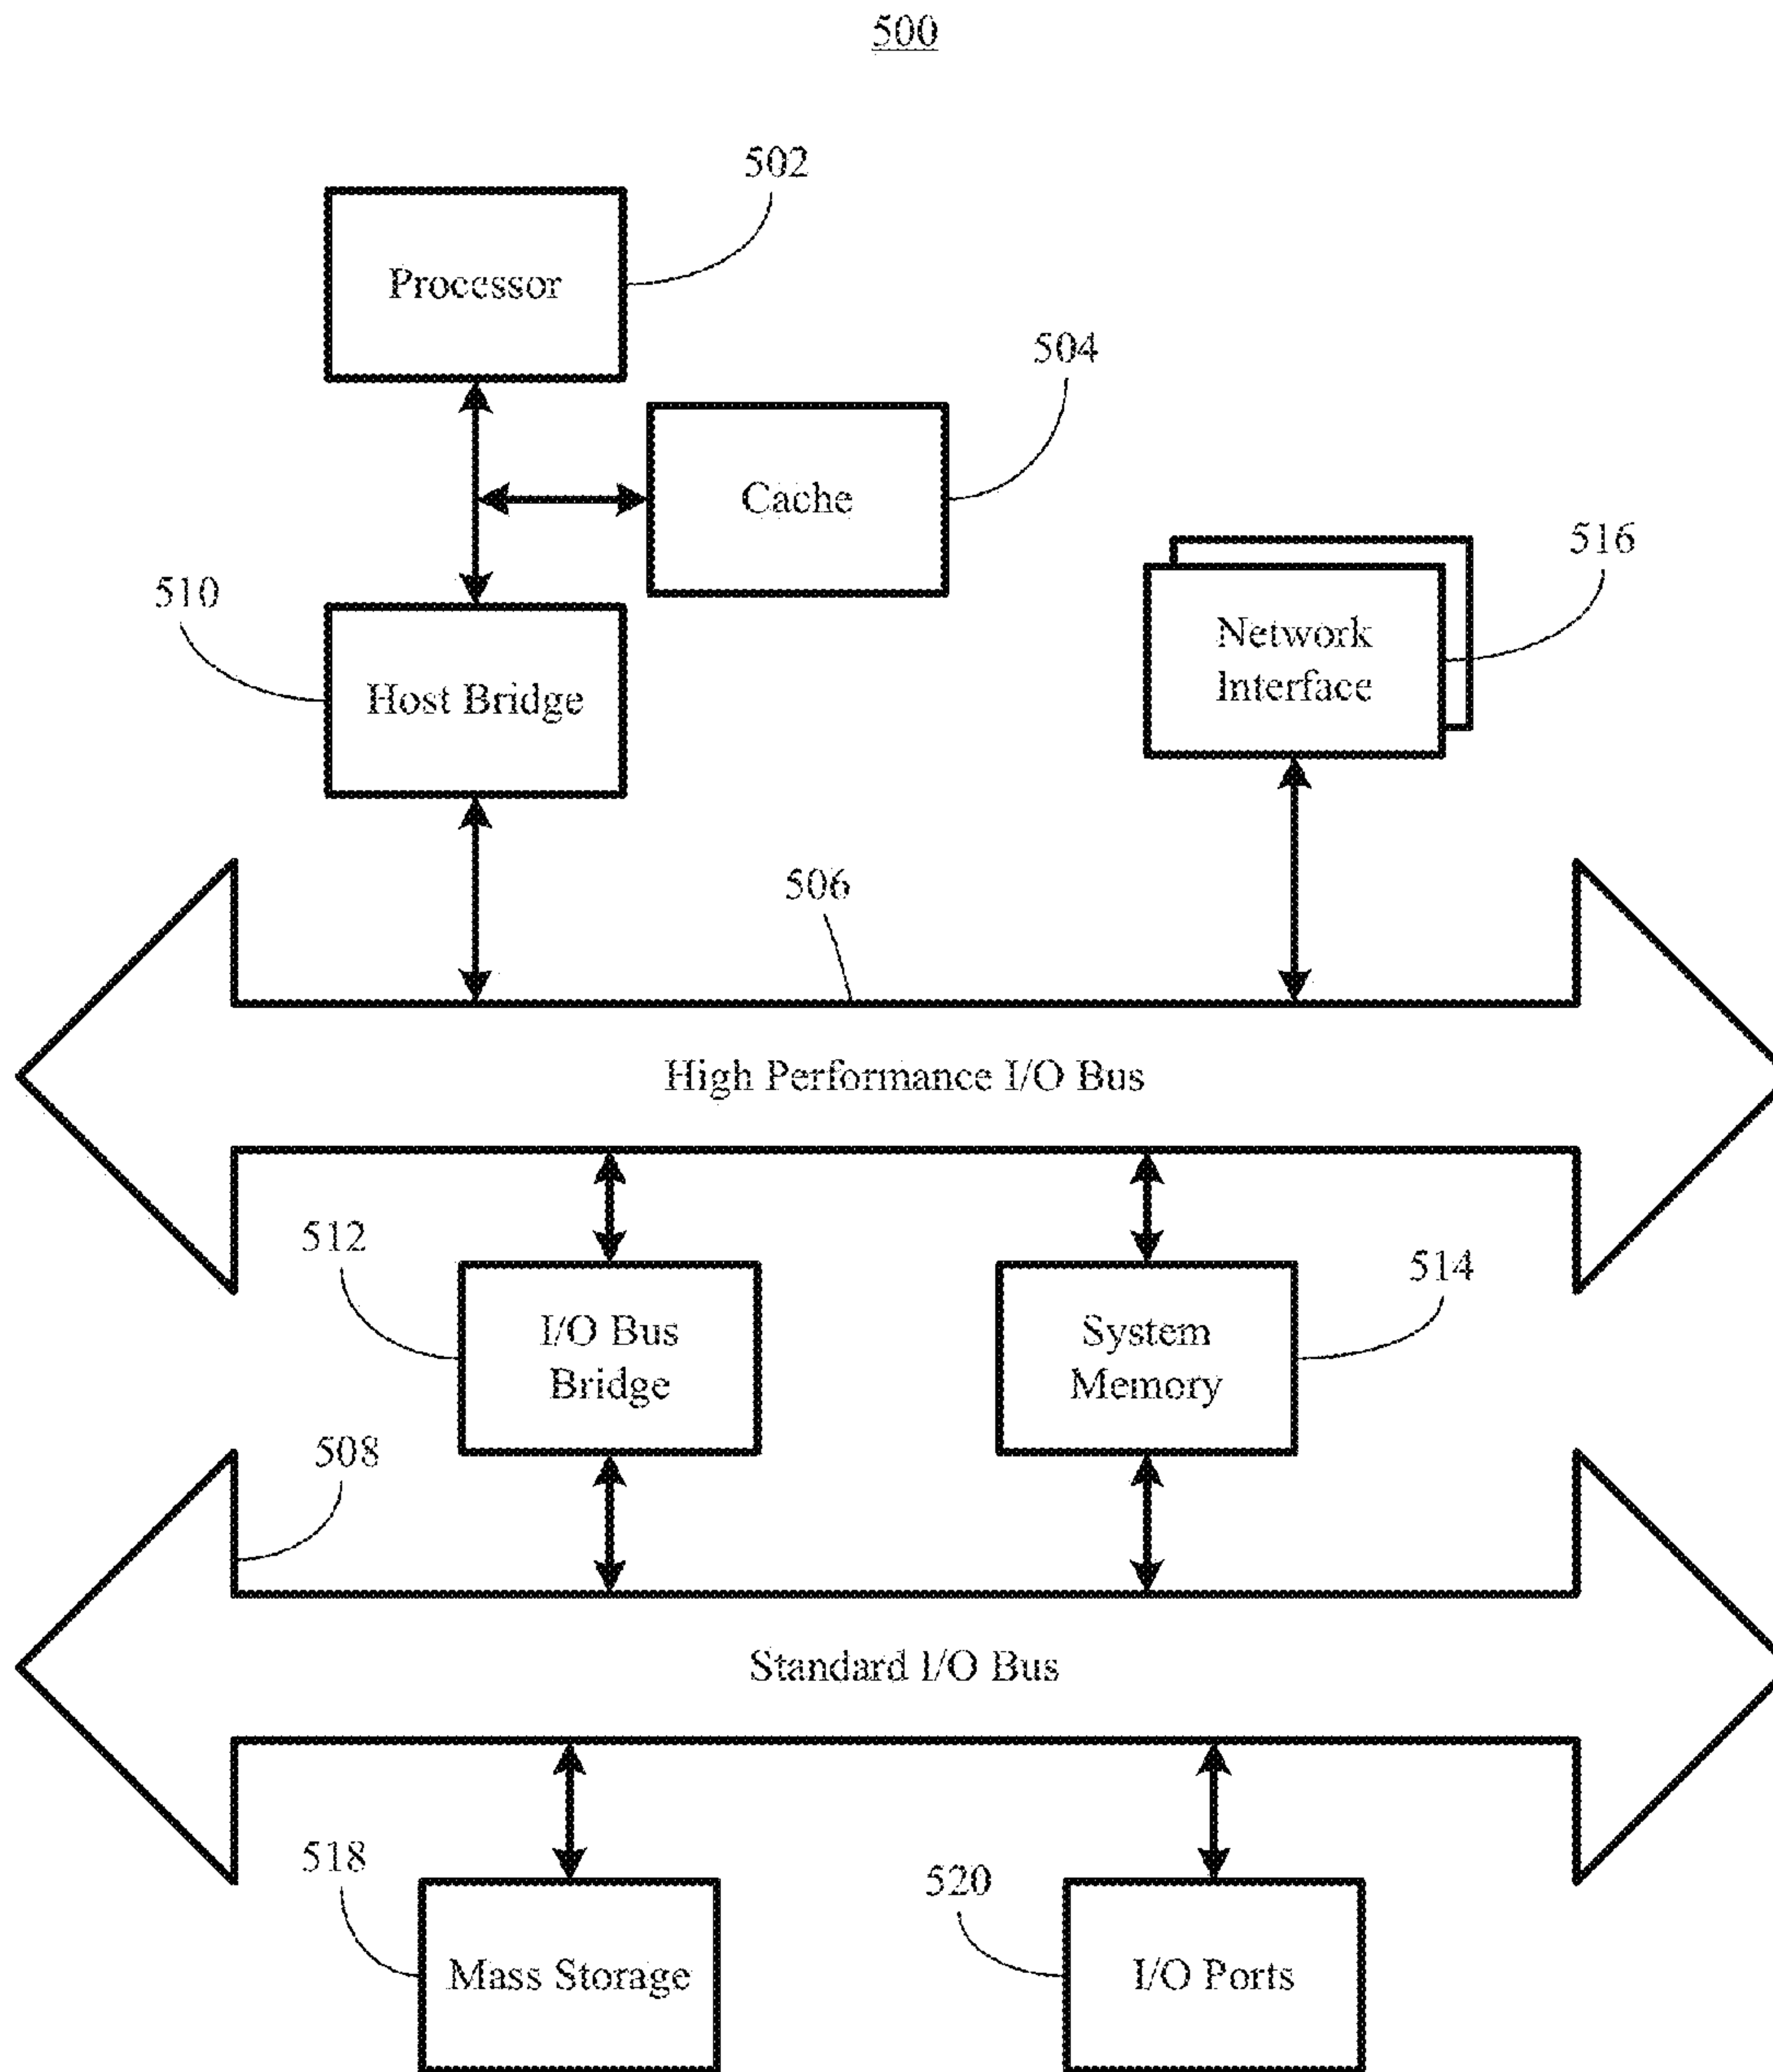 500
502
Processor
504
Cache
516
510
Network
Interface
Host Bridge
506
High Performance I/O Bus
512
514
I/O Bus
Bridge
System
Memory
508
Standard I/O Bus
518
520
Mass Storage
I/O Ports